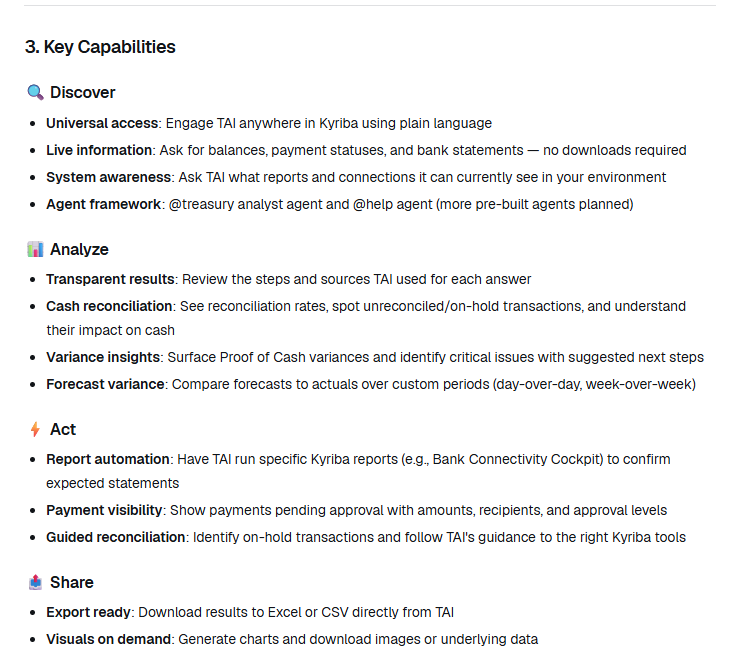 3. Key Capabilities
🔍 Discover
• Universal access: Engage TAI anywhere in Kyriba using plain language
• Live information: Ask for balances, payment statuses, and bank statements — no downloads required
• System awareness: Ask TAI what reports and connections it can currently see in your environment
• Agent framework: @treasury analyst agent and @help agent (more pre-built agents planned)
📊 Analyze
• Transparent results: Review the steps and sources TAI used for each answer
• Cash reconciliation: See reconciliation rates, spot unreconciled/on-hold transactions, and understand
their impact on cash
• Variance insights: Surface Proof of Cash variances and identify critical issues with suggested next steps
• Forecast variance: Compare forecasts to actuals over custom periods (day-over-day, week-over-week)
⚡ Act
• Report automation: Have TAI run specific Kyriba reports (e.g., Bank Connectivity Cockpit) to confirm
expected statements
• Payment visibility: Show payments pending approval with amounts, recipients, and approval levels
• Guided reconciliation: Identify on-hold transactions and follow TAI's guidance to the right Kyriba tools
📤 Share
• Export ready: Download results to Excel or CSV directly from TAI
• Visuals on demand: Generate charts and download images or underlying data